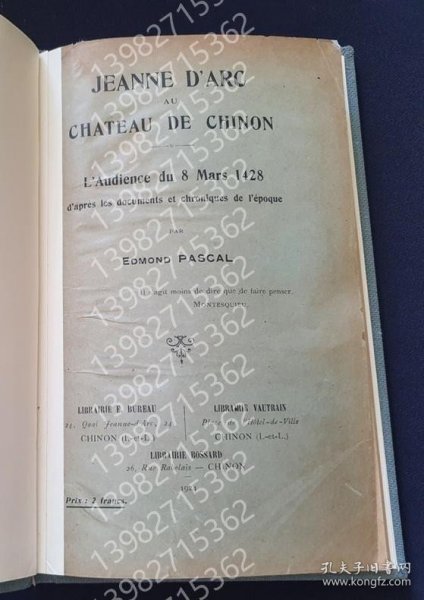 JEANNE D'ARC
AU
CHATEAU DE CHINON
L'Audience du 8 Mars 1428
d'après les documents et chroniques de l'époque
PAR
EDMOND PASCAL
Il s'agit moins de dire que de faire penser.
MONTESQUIEU.
LIBRAIRIE E. BUREAU
24, Quai Jeanne-d'Arc, 24
CHINON (I.-et-L.)
LIBRAIRIE VAUTRAIN
Place de l'Hôtel-de-Ville
CHINON (I.-et-L.)
LIBRAIRIE BOSSARD
26, Rue Rabelais — CHINON
1924
Prix : 2 francs.
13982715362
孔夫子旧书网
https://www.kongfz.com